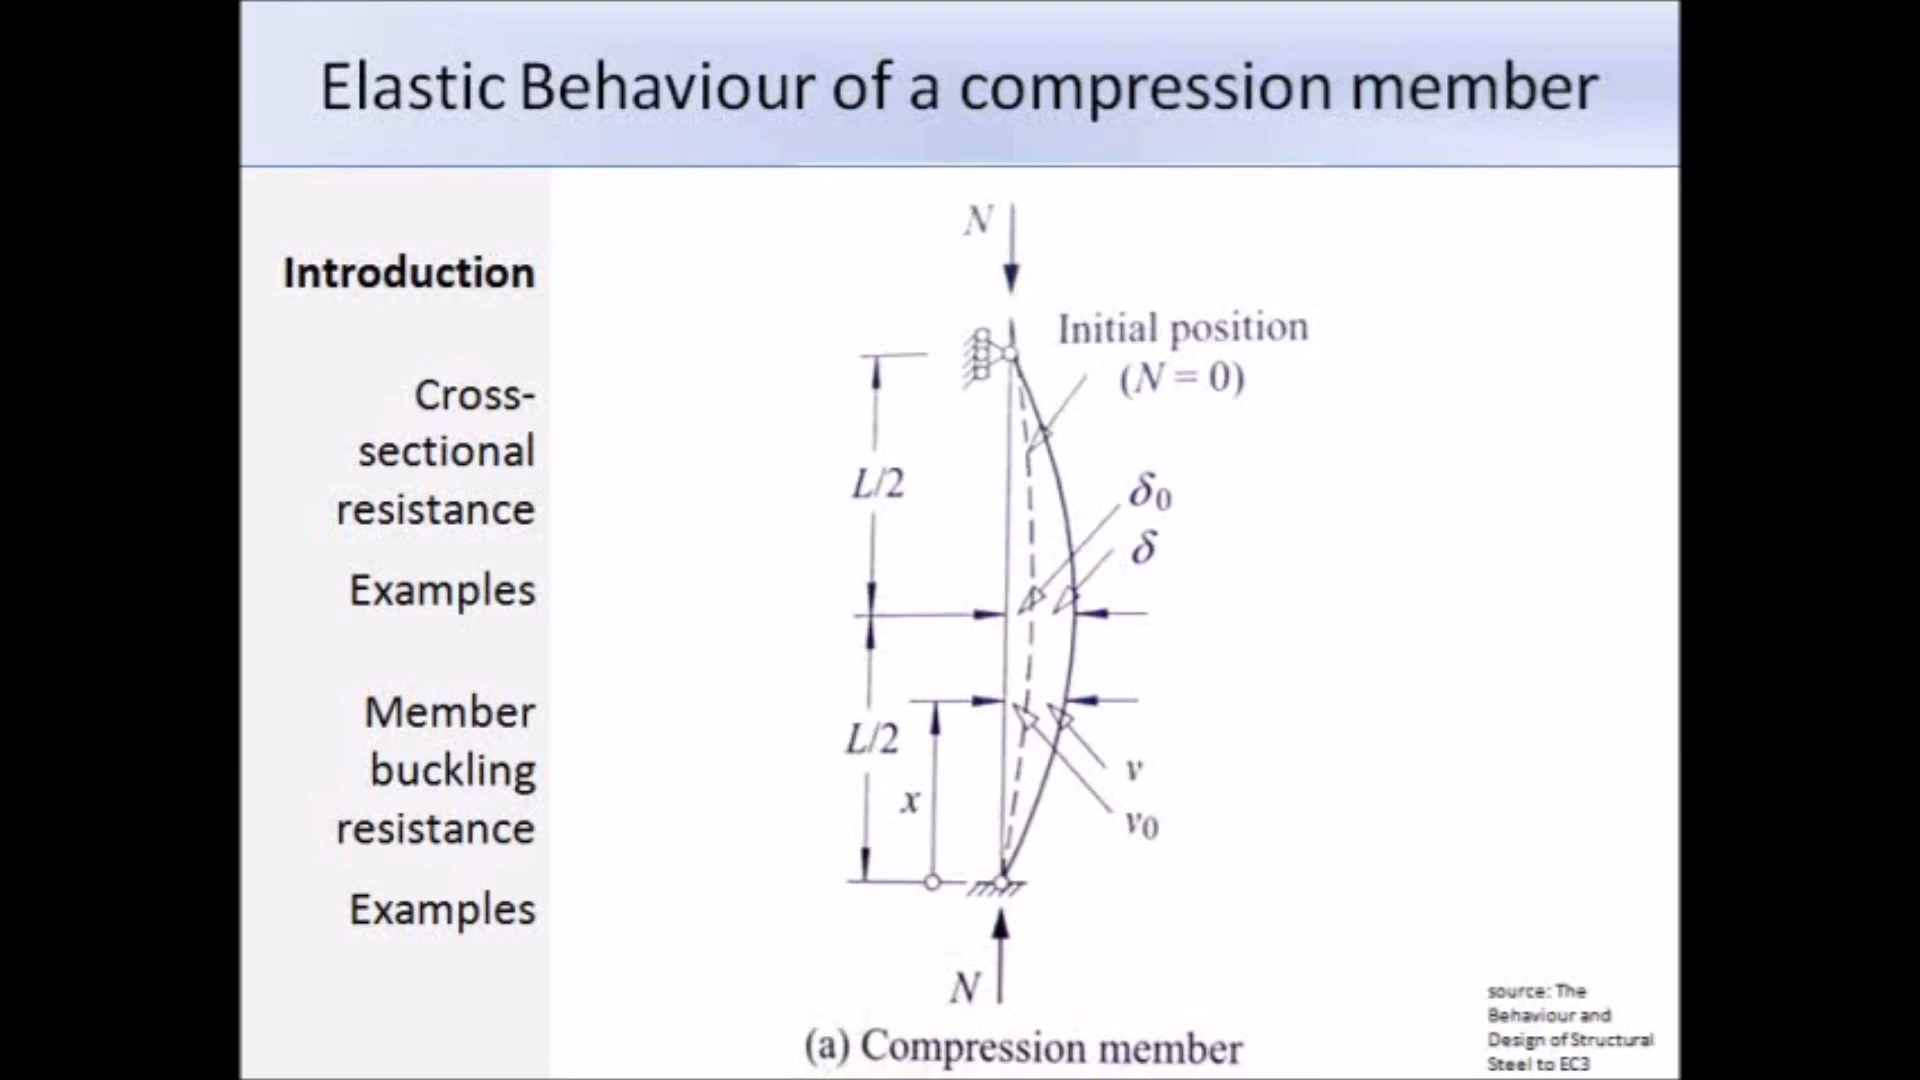 Elastic Behaviour of a compression member
Introduction
Cross-
sectional
resistance
Examples
Member
buckling
resistance
Examples
N
Initial position
(N = 0)
L/2
δ0
δ
L/2
x
v
v0
N
(a) Compression member
source: The
Behaviour and
Design of Structural
Steel to EC3